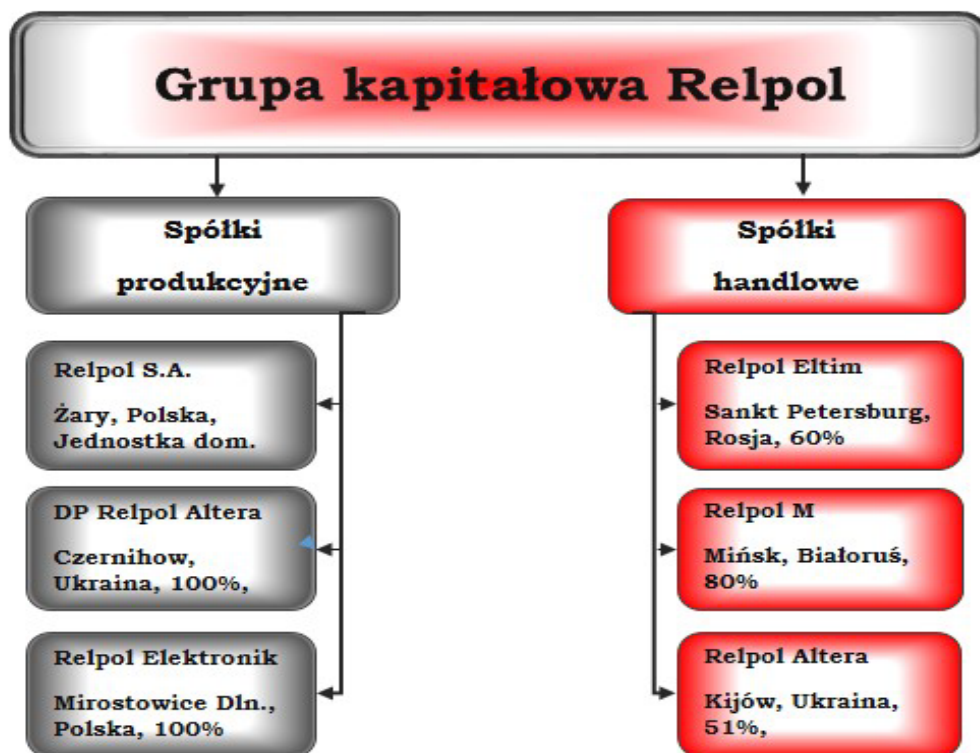 Grupa kapitałowa Relpol
Spółki
produkcyjne
Relpol S.A.
Żary, Polska,
Jednostka dom.
DP Relpol Altera
Czernihow,
Ukraina, 100%,
Relpol Elektronik
Mirostowice Dln.,
Polska, 100%
Spółki
handlowe
Relpol Eltim
Sankt Petersburg,
Rosja, 60%
Relpol M
Mińsk, Białoruś,
80%
Relpol Altera
Kijów, Ukraina,
51%,